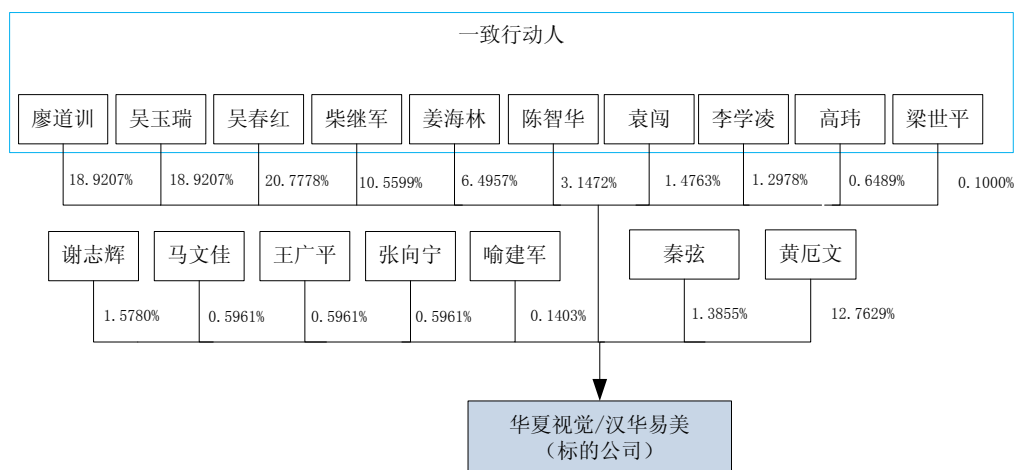 一致行动人
廖道训 吴玉瑞 吴春红 柴继军 姜海林 陈智华 袁闯 李学凌 高玮 梁世平
18.9207% 18.9207% 20.7778% 10.5599% 6.4957% 3.1472% 1.4763% 1.2978% 0.6489% 0.1000%
谢志辉 马文佳 王广平 张向宁 喻建军 秦弦 黄厄文
1.5780% 0.5961% 0.5961% 0.5961% 0.1403% 1.3855% 12.7629%
华夏视觉/汉华易美
（标的公司）